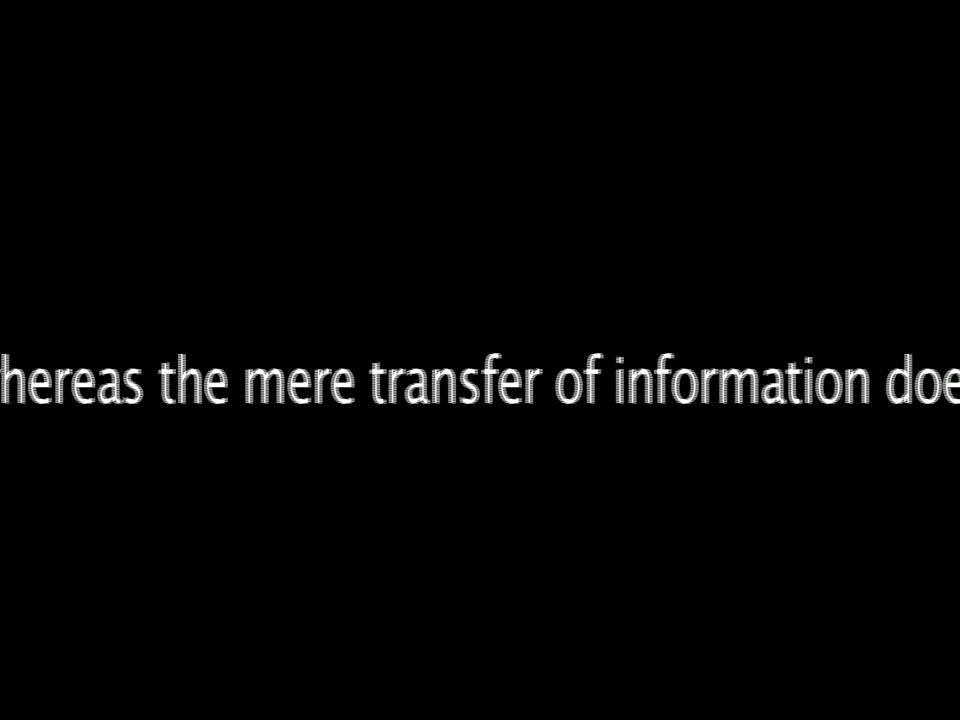 hereas the mere transfer of information doe